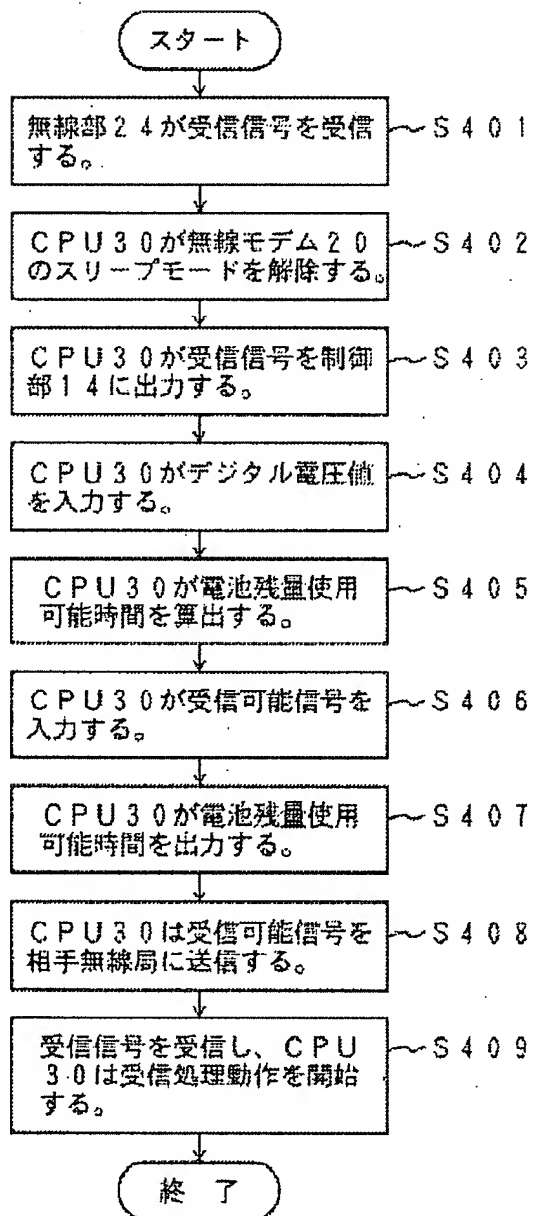 スタート
無線部24が受信信号を受信 S401
する。
CPU30が無線モデム20 S402
のスリープモードを解除する。
CPU30が受信信号を制御 S403
部14に出力する。
CPU30がデジタル電圧値 S404
を入力する。
CPU30が電池残量使用 S405
可能時間を算出する。
CPU30が受信可能信号を S406
入力する。
CPU30が電池残量使用 S407
可能時間を出力する。
CPU30は受信可能信号を S408
相手無線局に送信する。
受信信号を受信し、CPU S409
30は受信処理動作を開始
する。
終了